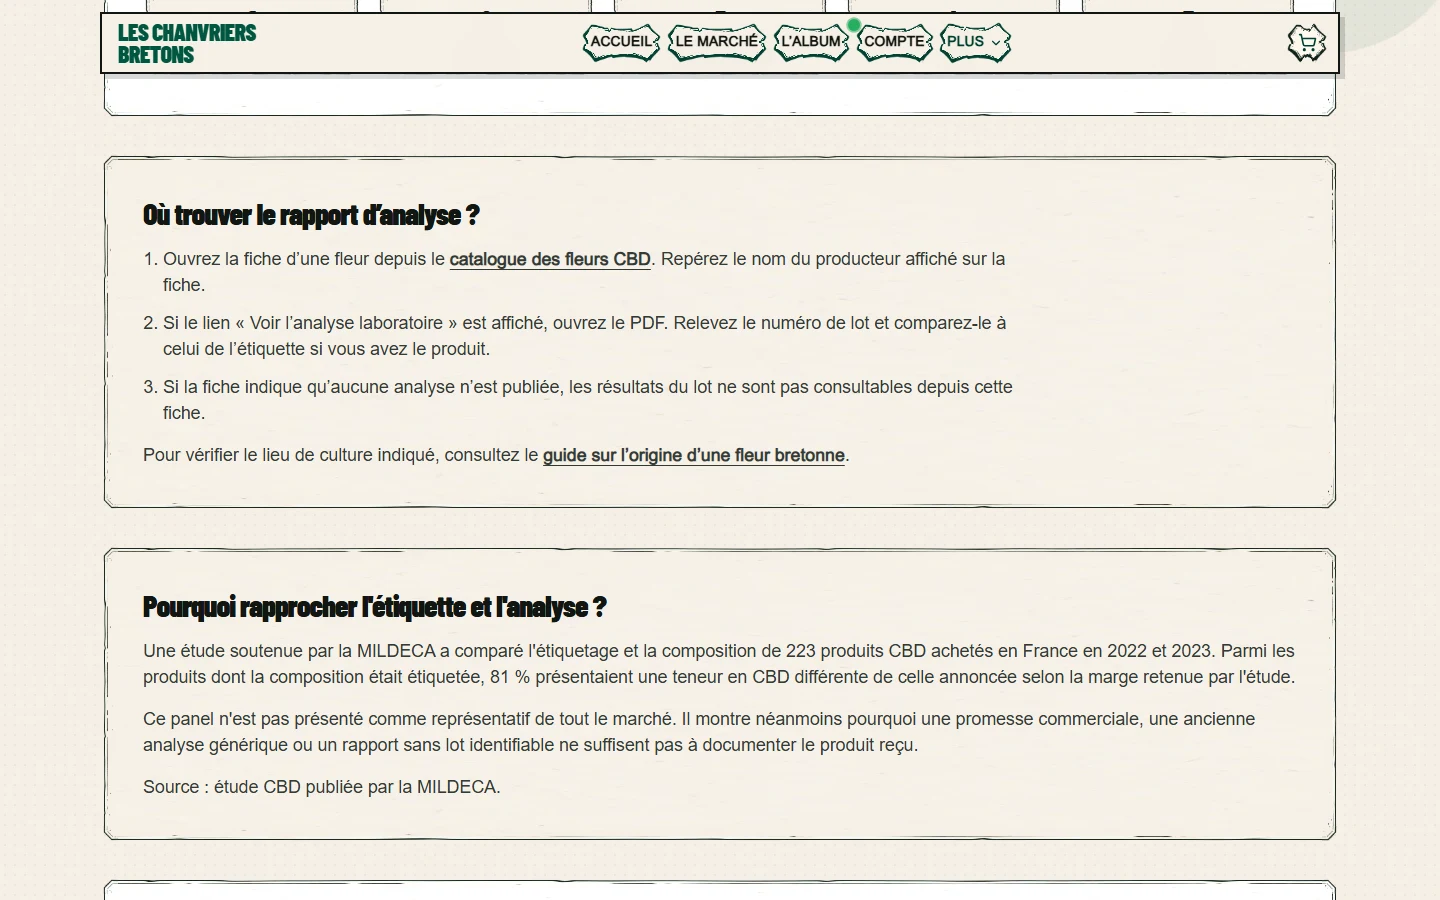 LES CHANVRIERS
BRETONS
ACCUEIL
LE MARCHÉ
L'ALBUM
COMPTE
PLUS
Où trouver le rapport d’analyse ?
1. Ouvrez la fiche d’une fleur depuis le catalogue des fleurs CBD. Repérez le nom du producteur affiché sur la
fiche.
2. Si le lien « Voir l’analyse laboratoire » est affiché, ouvrez le PDF. Relevez le numéro de lot et comparez-le à
celui de l’étiquette si vous avez le produit.
3. Si la fiche indique qu’aucune analyse n’est publiée, les résultats du lot ne sont pas consultables depuis cette
fiche.
Pour vérifier le lieu de culture indiqué, consultez le guide sur l’origine d’une fleur bretonne.
Pourquoi rapprocher l'étiquette et l'analyse ?
Une étude soutenue par la MILDECA a comparé l'étiquetage et la composition de 223 produits CBD achetés en France en 2022 et 2023. Parmi les
produits dont la composition était étiquetée, 81 % présentaient une teneur en CBD différente de celle annoncée selon la marge retenue par l'étude.
Ce panel n'est pas présenté comme représentatif de tout le marché. Il montre néanmoins pourquoi une promesse commerciale, une ancienne
analyse générique ou un rapport sans lot identifiable ne suffisent pas à documenter le produit reçu.
Source : étude CBD publiée par la MILDECA.